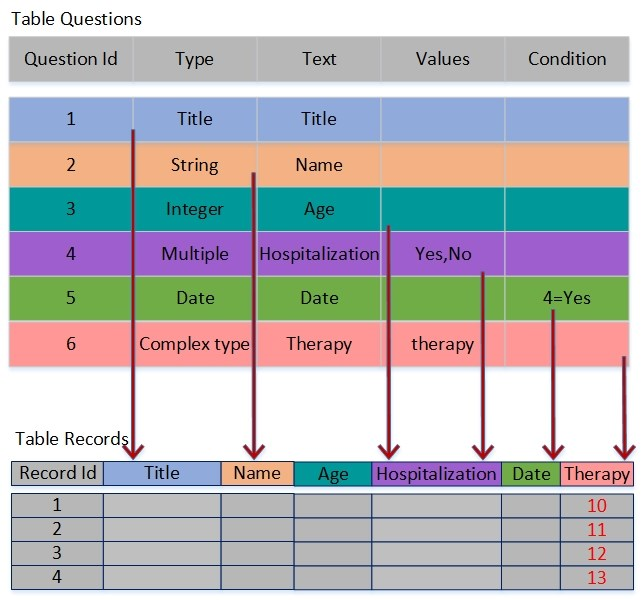 Table Questions
Question Id Type Text Values Condition
1 Title Title
2 String Name
3 Integer Age
4 Multiple Hospitalization Yes,No
5 Date Date 4=Yes
6 Complex type Therapy therapy
Table Records
Record Id Title Name Age Hospitalization Date Therapy
1 10
2 11
3 12
4 13